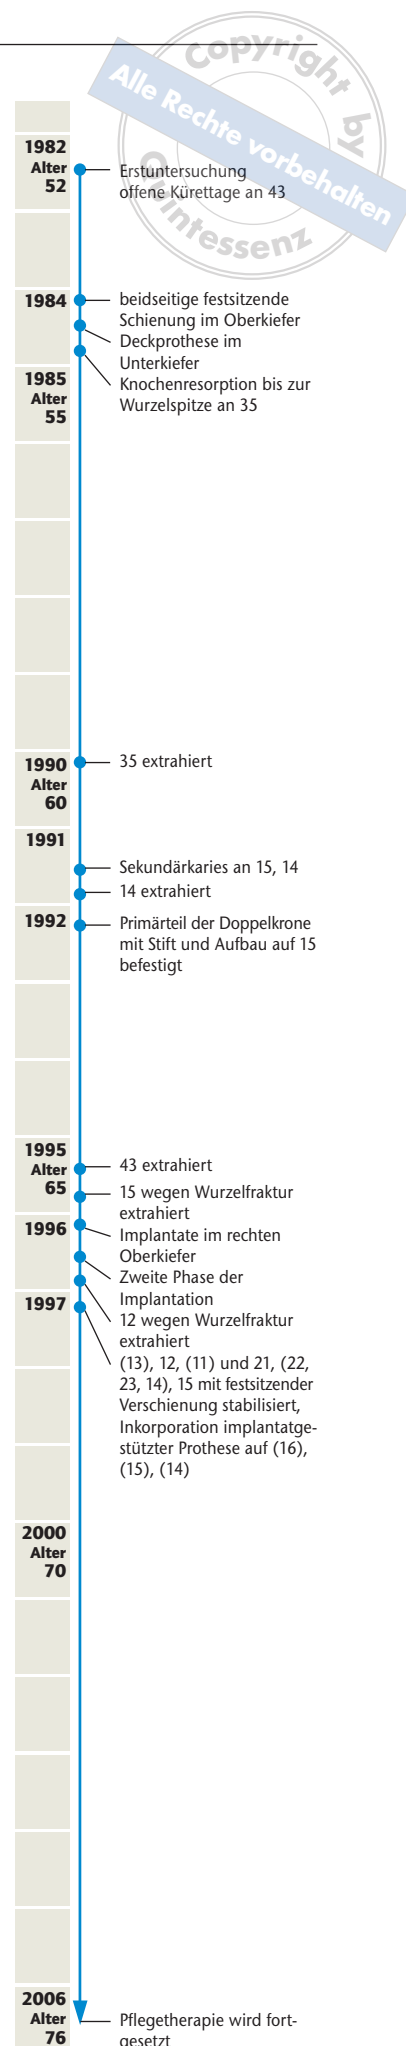 Copyright by
Alle Rechte vorbehalten
Quintessenz
1982
Alter
52
Erstuntersuchung
offene Kürettage an 43
1984
beidseitige festsitzende
Schienung im Oberkiefer
Deckprothese im
Unterkiefer
Knochenresorption bis zur
Wurzelspitze an 35
1985
Alter
55
1990
Alter
60
35 extrahiert
1991
Sekundärkaries an 15, 14
14 extrahiert
1992
Primärteil der Doppelkrone
mit Stift und Aufbau auf 15
befestigt
1995
Alter
65
43 extrahiert
15 wegen Wurzelfraktur
extrahiert
1996
Implantate im rechten
Oberkiefer
Zweite Phase der
Implantation
1997
12 wegen Wurzelfraktur
extrahiert
(13), 12, (11) und 21, (22,
23, 14), 15 mit festsitzender
Verschienung stabilisiert,
Inkorporation implantatge-
stützter Prothese auf (16),
(15), (14)
2000
Alter
70
2006
Alter
76
Pflegetherapie wird fort-
gesetzt